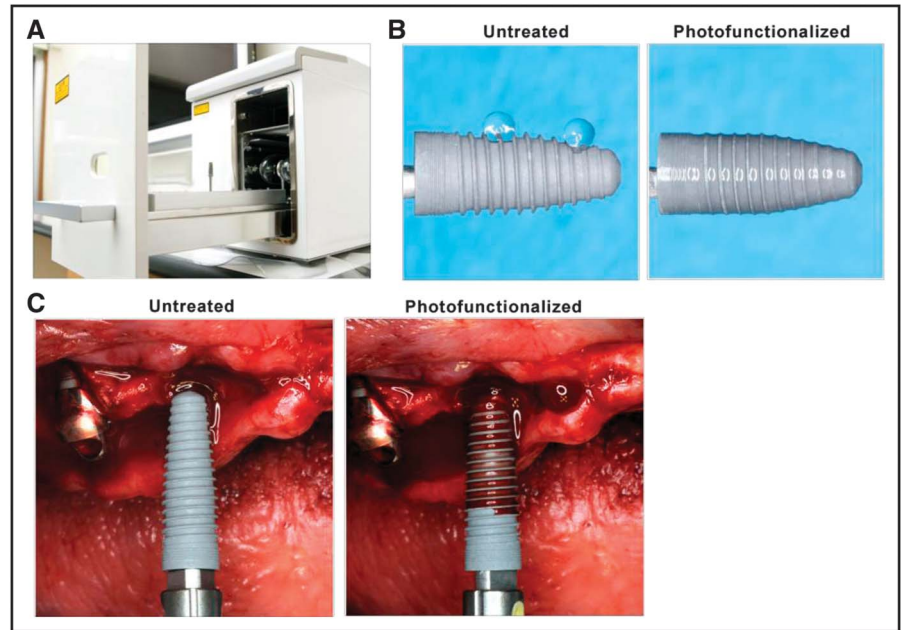 A
B
Untreated
Photofunctionalized
C
Untreated
Photofunctionalized